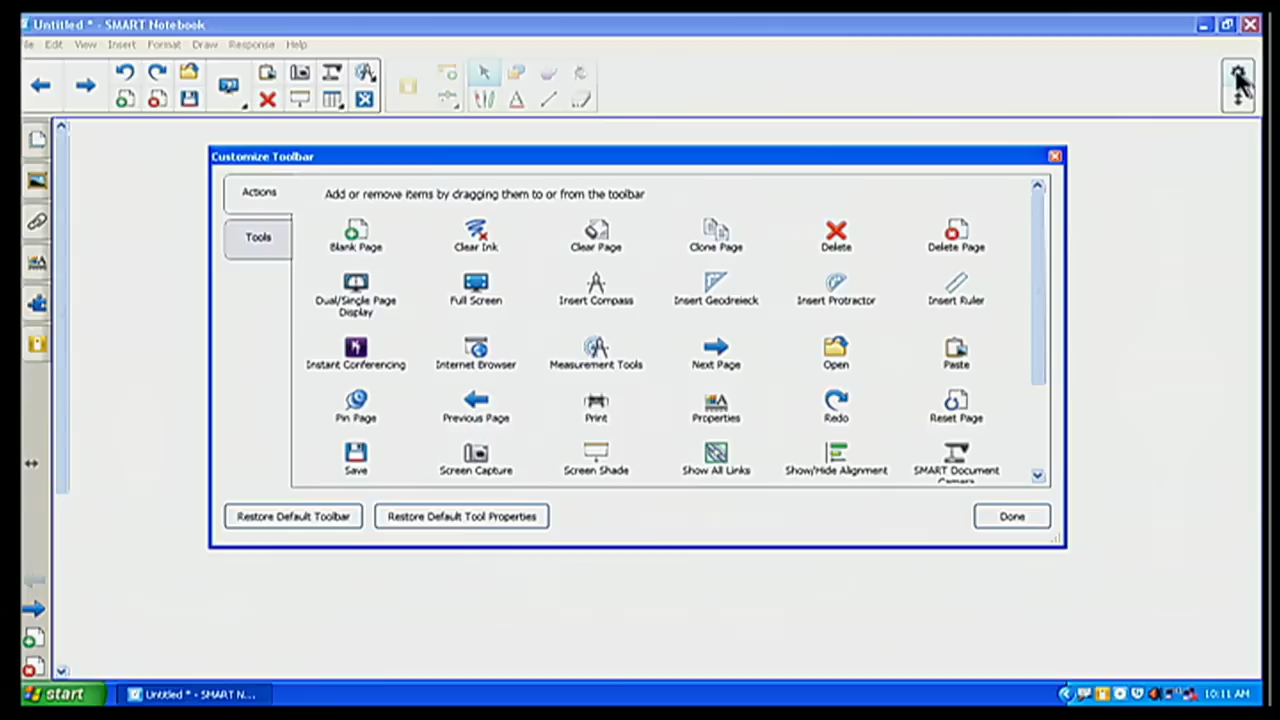 Untitled * - SMART Notebook
Edit View Insert Format Draw Response Help
Customize Toolbar
Actions
Add or remove items by dragging them to or from the toolbar
Tools
Blank Page Clear Ink Clear Page Clone Page Delete Delete Page
Dual/Single Page Display Full Screen Insert Compass Insert Geodreieck Insert Protractor Insert Ruler
Instant Conferencing Internet Browser Measurement Tools Next Page Open Paste
Pin Page Previous Page Print Properties Redo Reset Page
Save Screen Capture Screen Shade Show All Links Show/Hide Alignment SMART Document Camera
Restore Default Toolbar Restore Default Tool Properties Done
start Untitled * - SMART N... 10:11 AM